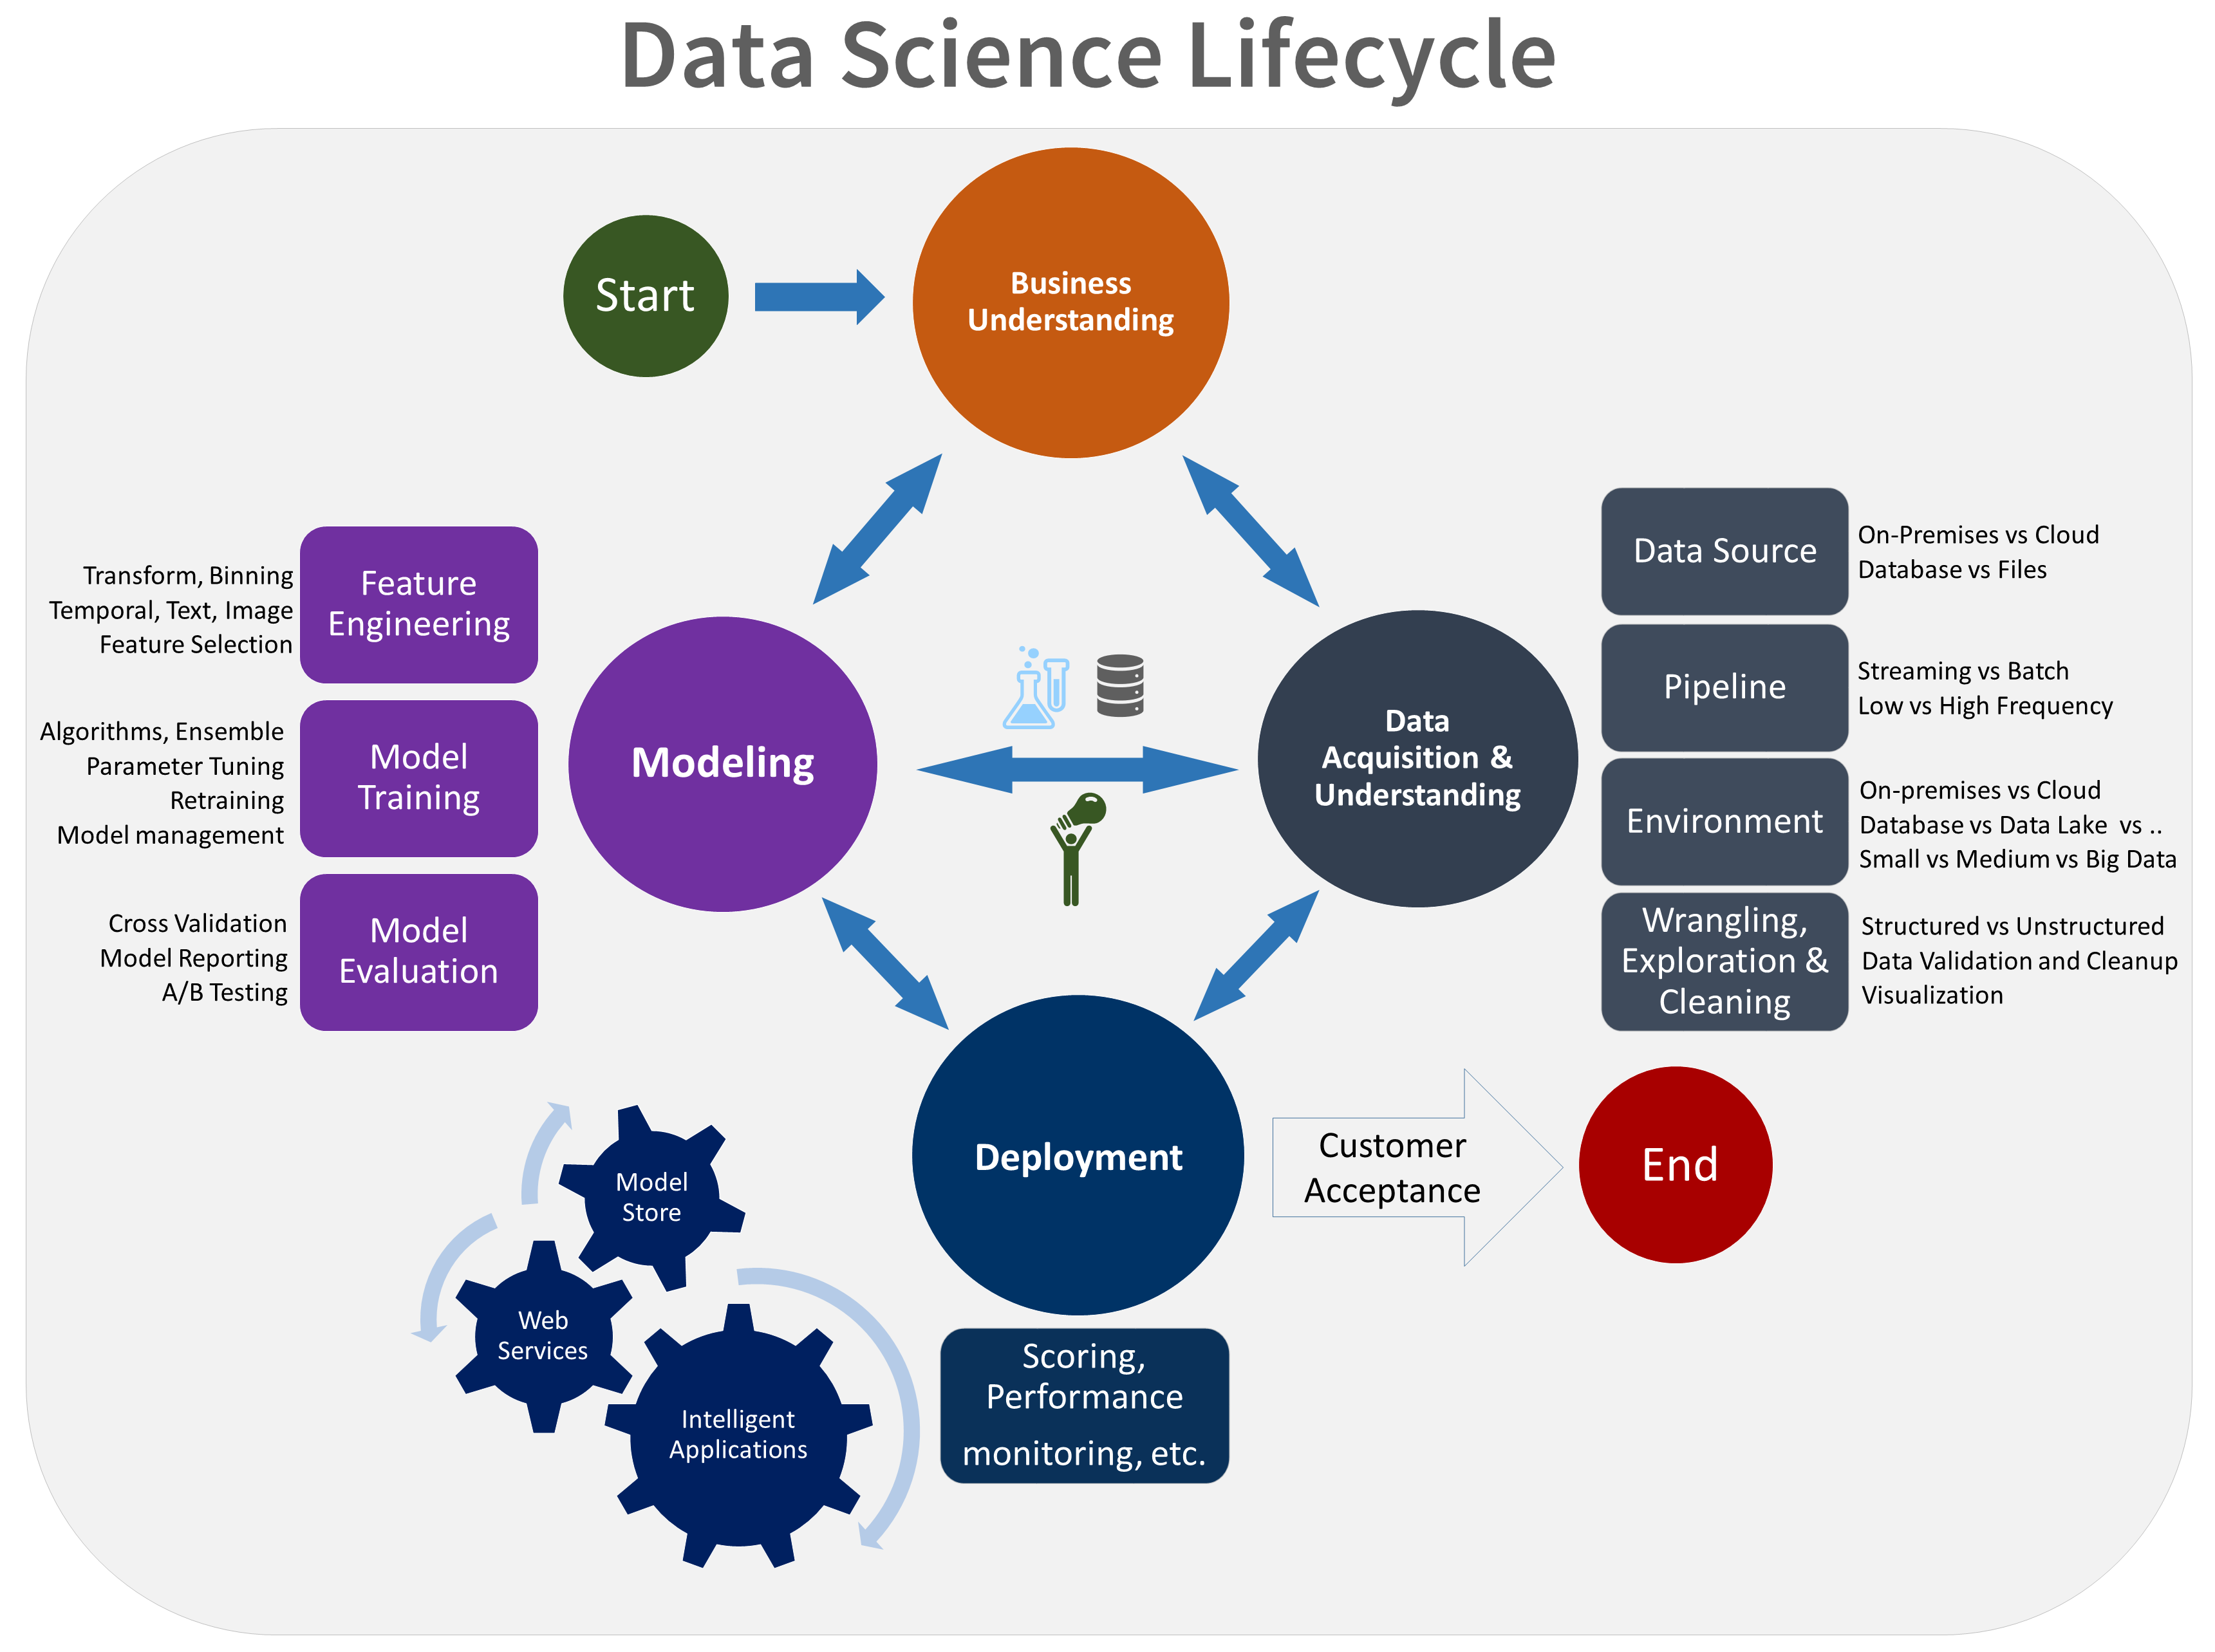 Data Science Lifecycle
Start
Business
Understanding
Transform, Binning
Temporal, Text, Image
Feature Selection
Feature
Engineering
Algorithms, Ensemble
Parameter Tuning
Retraining
Model management
Model
Training
Cross Validation
Model Reporting
A/B Testing
Model
Evaluation
Modeling
Data
Acquisition &
Understanding
Data Source
On-Premises vs Cloud
Database vs Files
Pipeline
Streaming vs Batch
Low vs High Frequency
Environment
On-premises vs Cloud
Database vs Data Lake  vs ..
Small vs Medium vs Big Data
Wrangling,
Exploration &
Cleaning
Structured vs Unstructured
Data Validation and Cleanup
Visualization
Deployment
Customer
Acceptance
End
Model
Store
Web
Services
Intelligent
Applications
Scoring,
Performance
monitoring, etc.